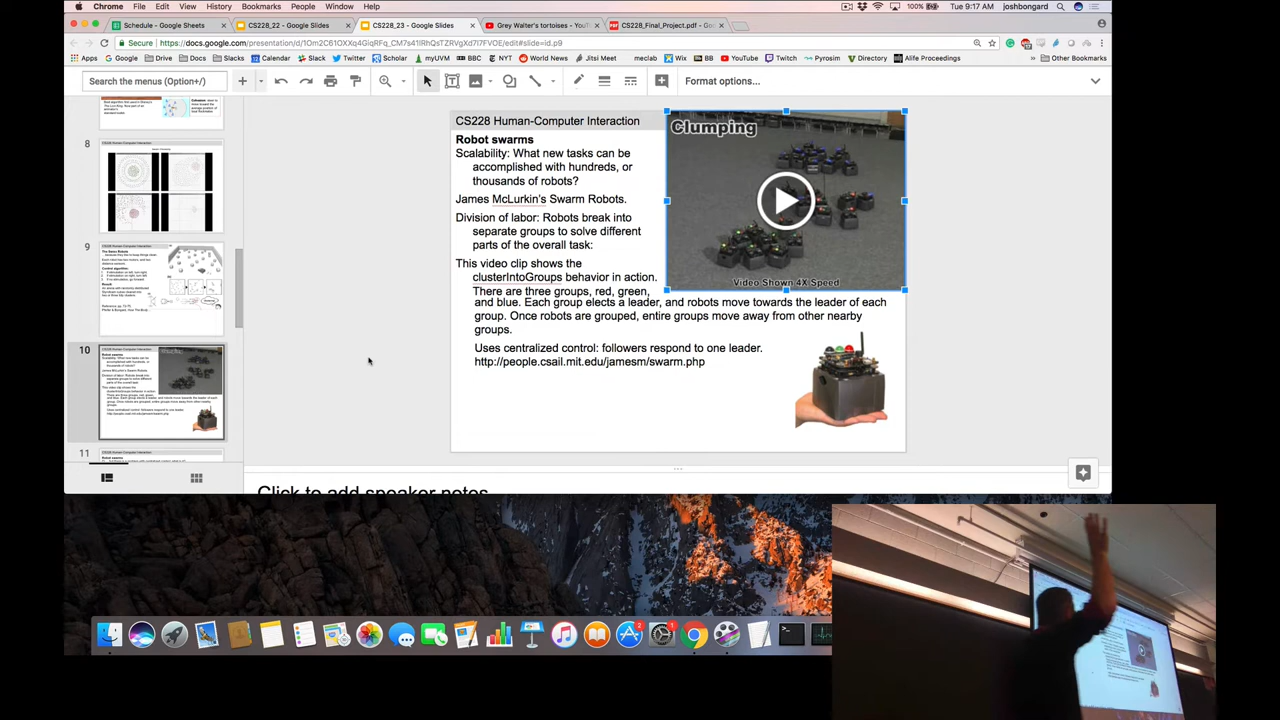 Chrome File Edit View History Bookmarks People Window Help
100% Tue 9:17 AM joshbongard
Schedule - Google Sheets
CS228_22 - Google Slides
CS228_23 - Google Slides
Grey Walter's tortoises - YouT
CS228_Final_Project.pdf - Go
Secure https://docs.google.com/presentation/d/1Om2C61OXXq4GiqRFq_CM7s41lRhQsTZRVgXd7l7FVOE/edit#slide=id.p9
Apps Google Calendar Drive Docs Slacks Slack Twitter Scholar myUVM BBC NYT World News Jitsi Meet meclab Wix BB YouTube Twitch Pyrosim Directory Alife Proceedings Other Bookmarks
Search the menus (Option+/)
Format options...
8
9
10
11
CS228 Human-Computer Interaction
Robot swarms
Scalability: What new tasks can be
accomplished with hundreds, or
thousands of robots?
James McLurkin's Swarm Robots.
Division of labor: Robots break into
separate groups to solve different
parts of the overall task:
This video clip shows the
clusterIntoGroups behavior in action.
There are three groups, red, green,
and blue. Each group elects a leader, and robots move towards the leader of each
group. Once robots are grouped, entire groups move away from other nearby
groups.
Uses centralized control: followers respond to one leader.
http://people.csail.mit.edu/jamesm/swarm.php
Clumping
Video Shown 4X Speed
Click to add speaker notes